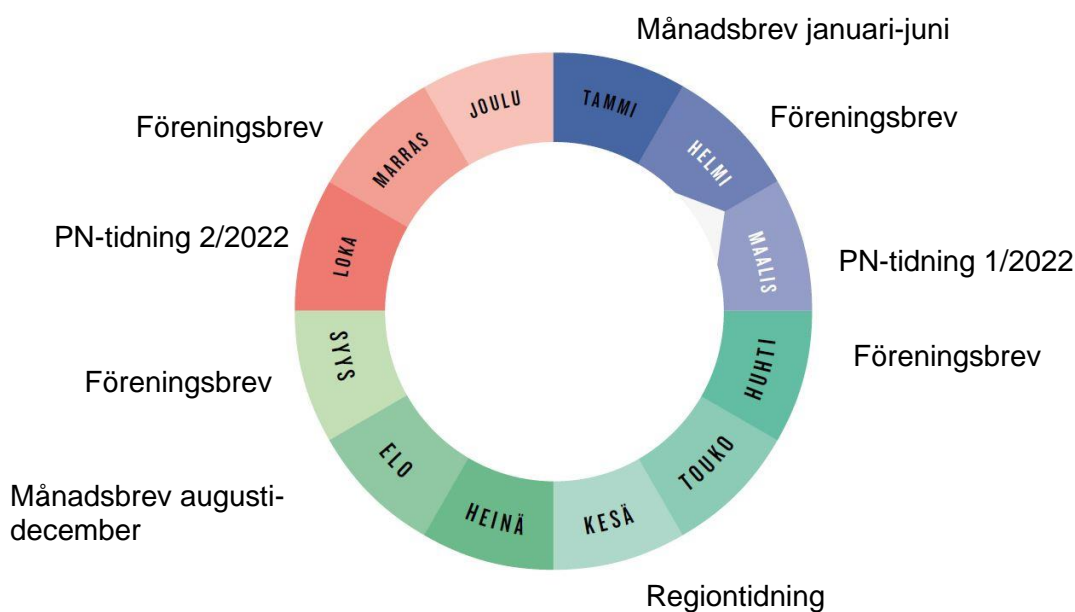 Månadsbrev januari-juni
Föreningsbrev
Föreningsbrev
PN-tidning 2/2022
PN-tidning 1/2022
Föreningsbrev
Föreningsbrev
Månadsbrev augusti-
december
Regiontidning
TAMMI
HELMI
MAALIS
HUHTI
TOUKO
KESÄ
HEINÄ
ELO
SYYS
LOKA
MARRAS
JOULU